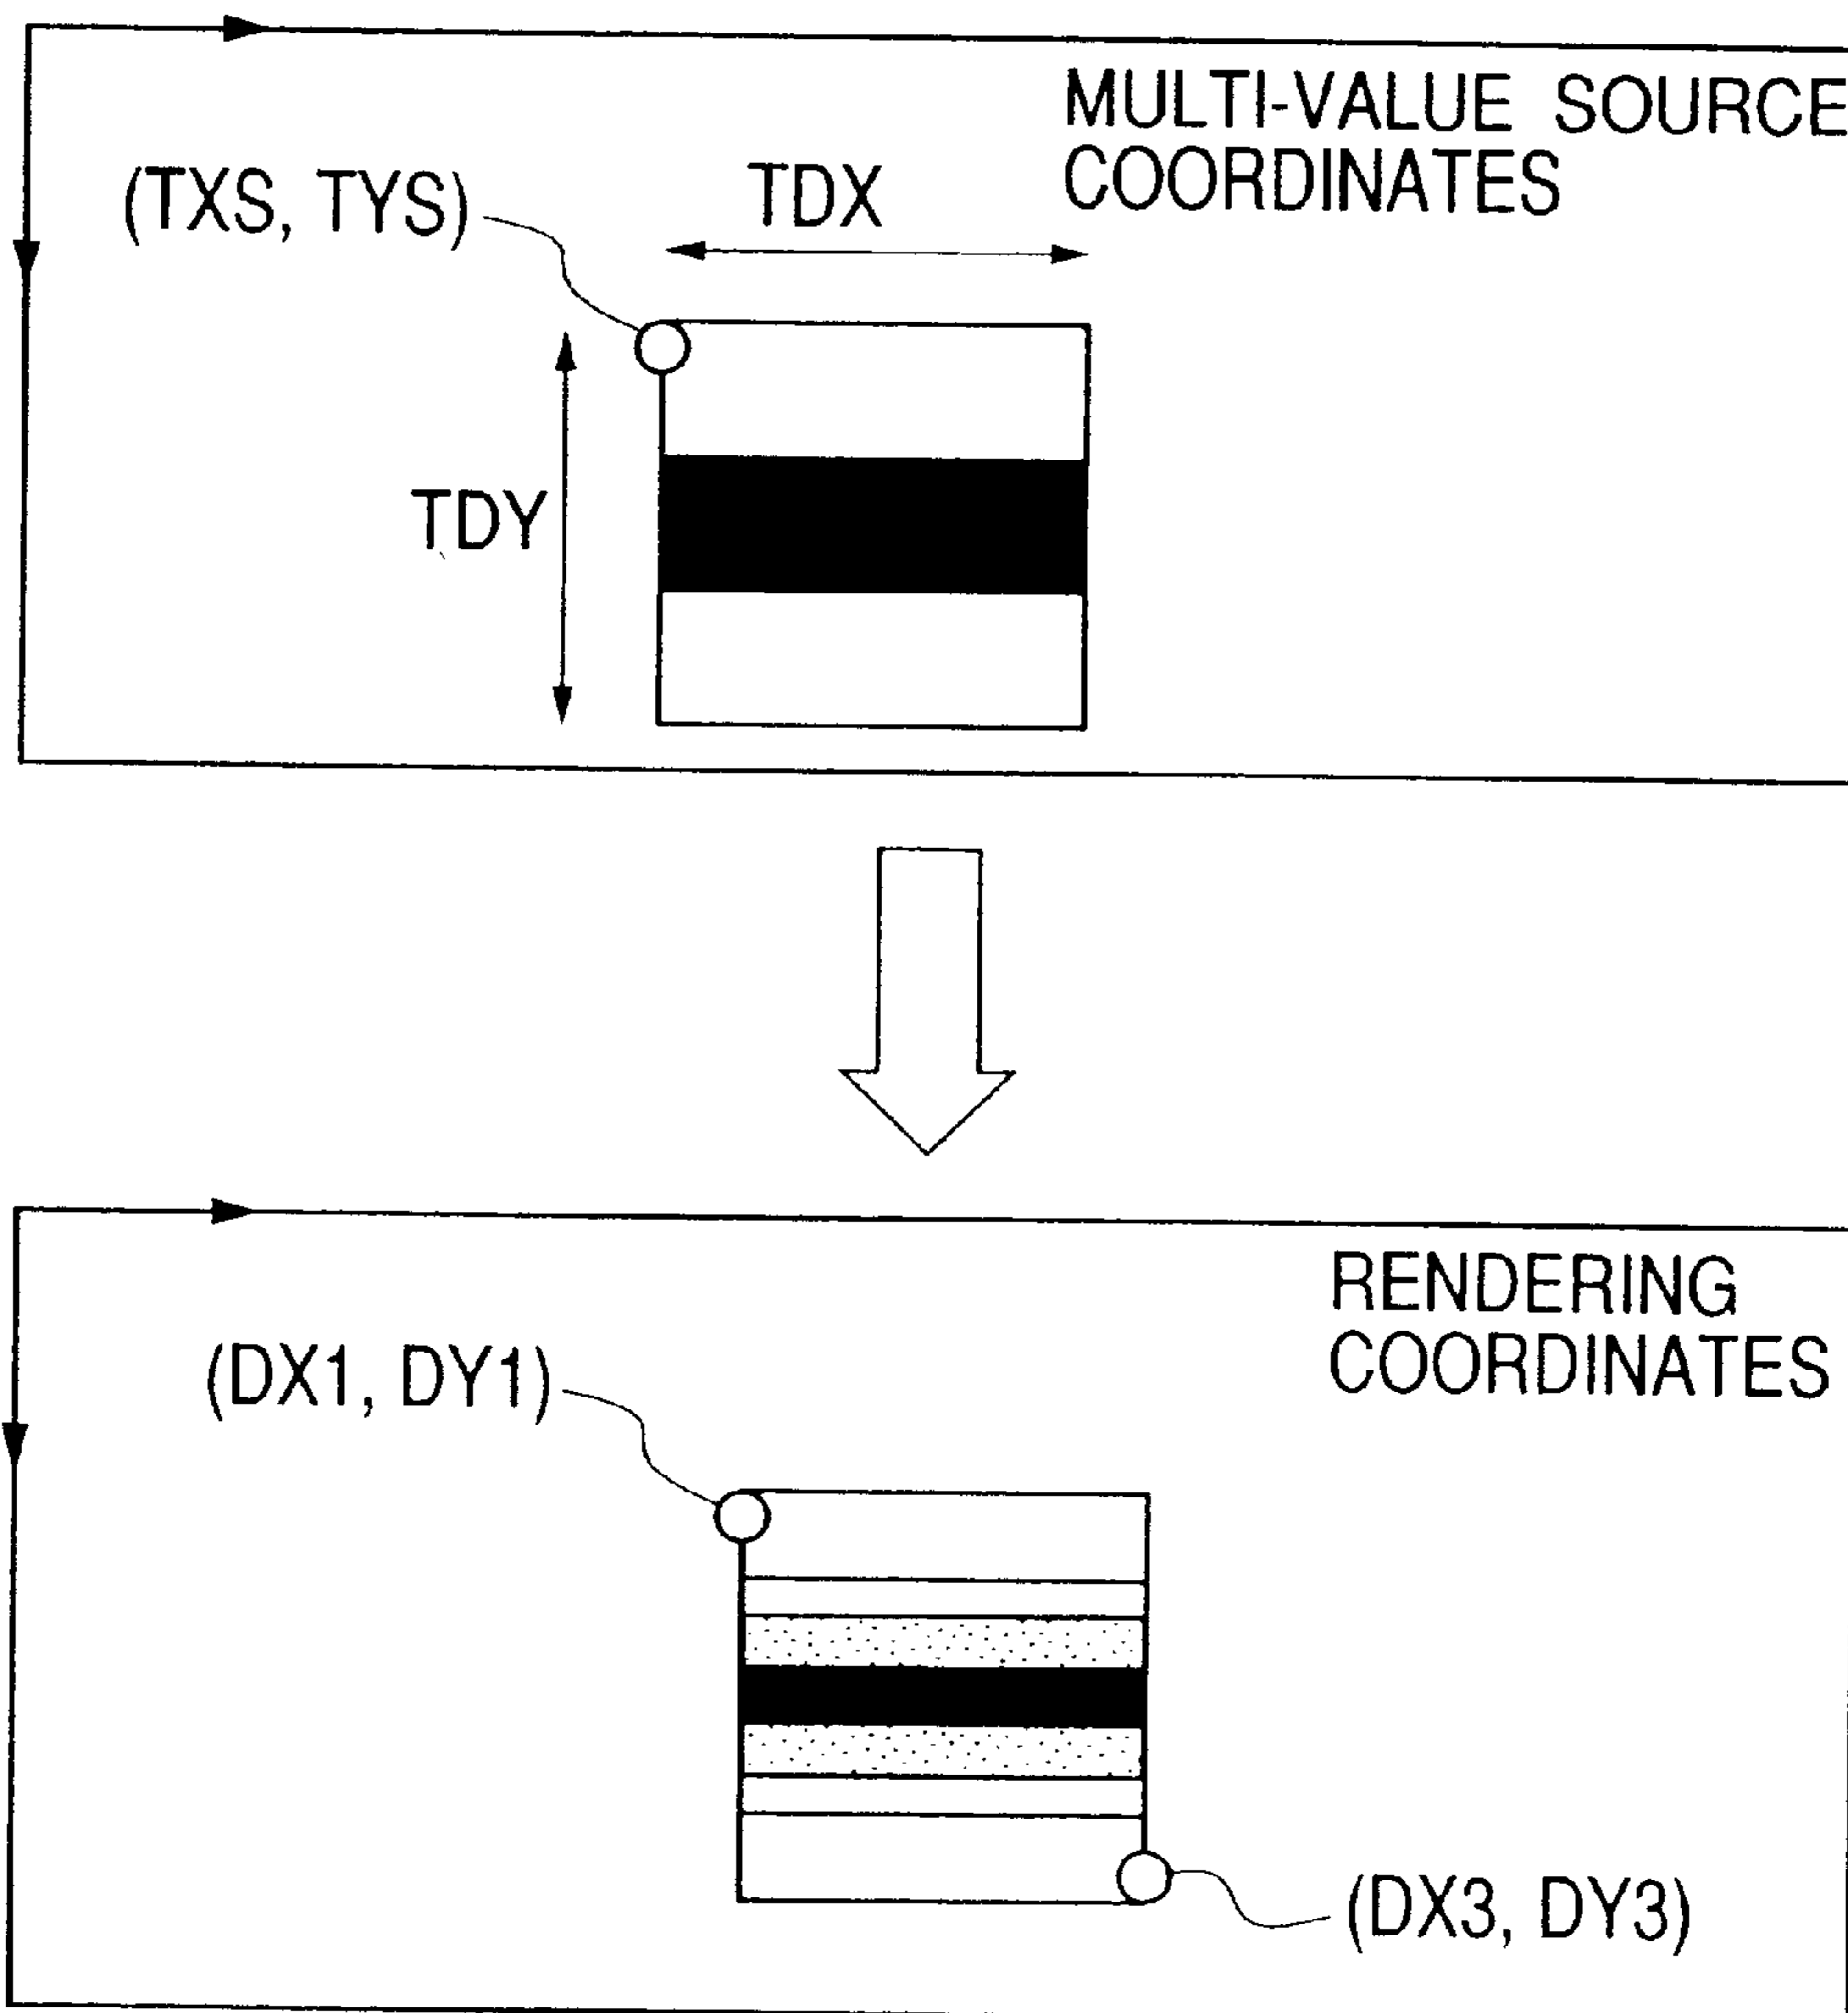 MULTI-VALUE SOURCE
COORDINATES
(TXS, TYS)
TDX
TDY
RENDERING
COORDINATES
(DX1, DY1)
(DX3, DY3)